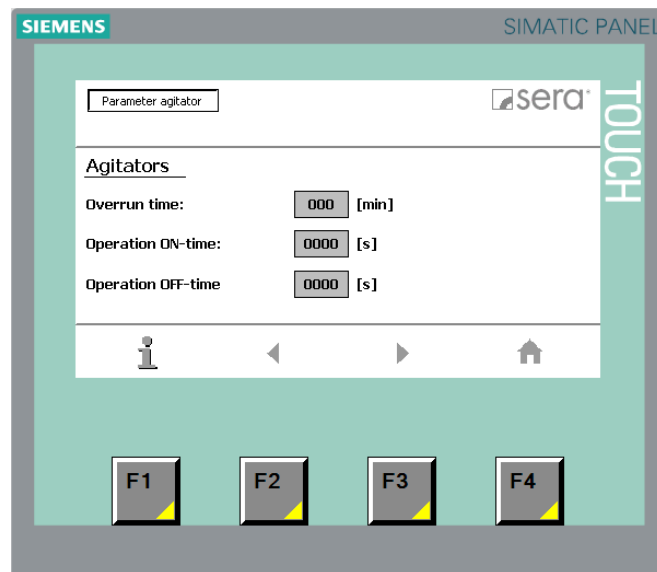 SIEMENS
SIMATIC PANEL
TOUCH
Parameter agitator
sera
Agitators
Overrun time: 000 [min]
Operation ON-time: 0000 [s]
Operation OFF-time 0000 [s]
F1 F2 F3 F4